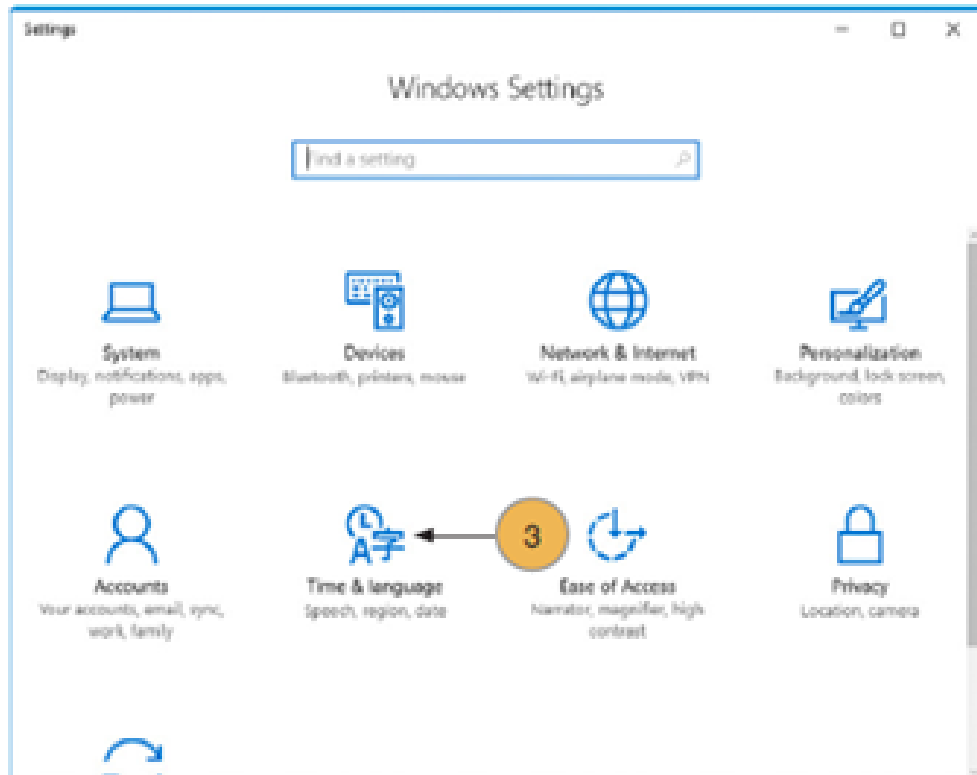 Settings
Windows Settings
Find a setting
System
Display, notifications, apps,
power
Devices
Bluetooth, printers, mouse
Network & Internet
Wi-Fi, airplane mode, VPN
Personalization
Background, lock screen,
colors
Accounts
Your accounts, email, sync,
work, family
A字
Time & language
Speech, region, date
3
Ease of Access
Narrator, magnifier, high
contrast
Privacy
Location, camera